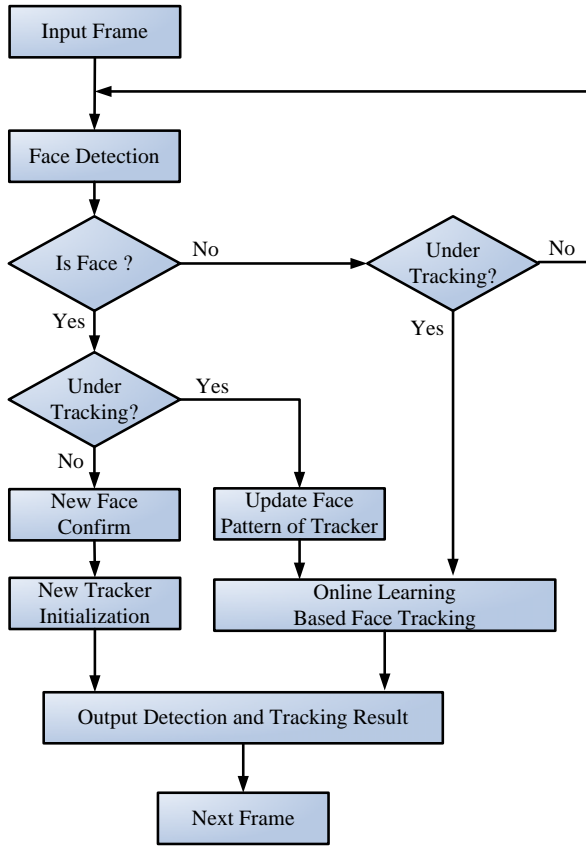 Input Frame
Face Detection
Is Face ?
No
Under
Tracking?
No
Yes
Yes
Under
Tracking?
Yes
No
New Face
Confirm
Update Face
Pattern of Tracker
New Tracker
Initialization
Online Learning
Based Face Tracking
Output Detection and Tracking Result
Next Frame